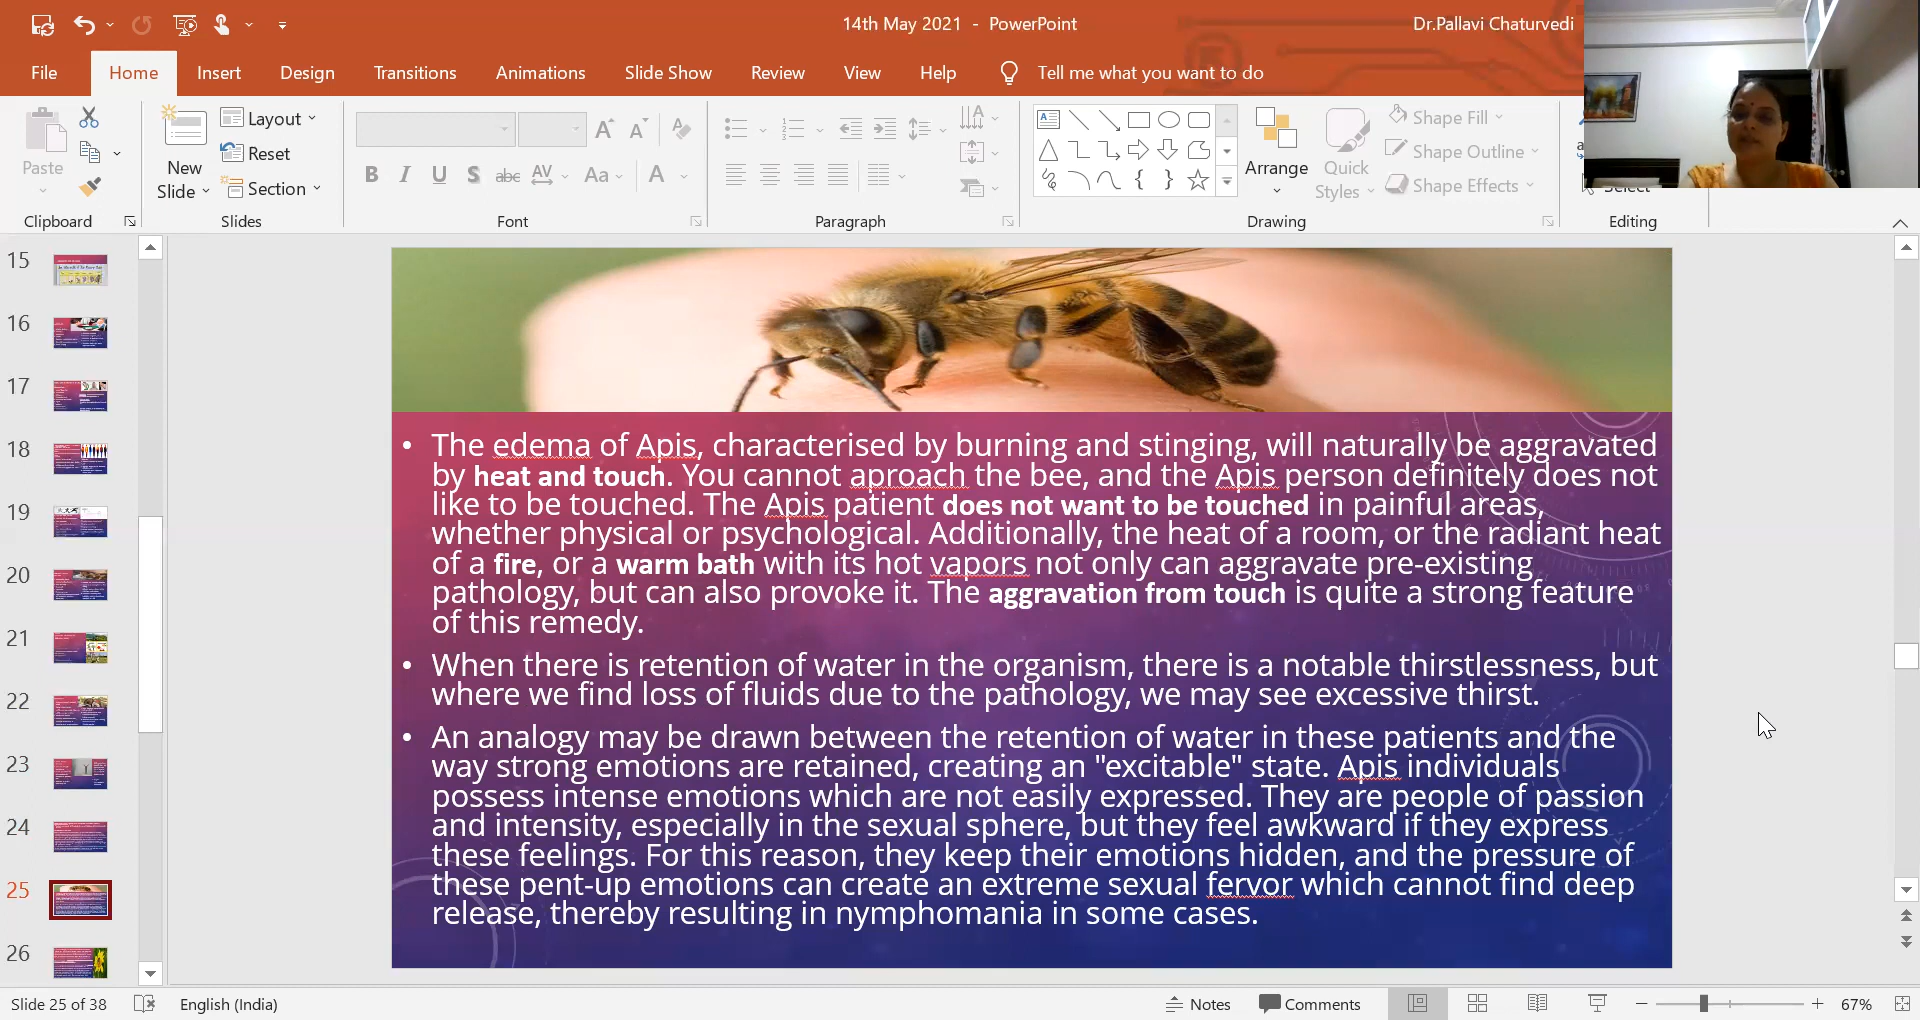 14th May 2021 - PowerPoint
Dr.Pallavi Chaturvedi
File Home Insert Design Transitions Animations Slide Show Review View Help Tell me what you want to do
Paste
New Slide
Layout
Reset
Section
B I U S abc AV Aa A
Arrange
Quick Styles
Shape Fill
Shape Outline
Shape Effects
Select
Clipboard Slides Font Paragraph Drawing Editing
15
16
17
18
19
20
21
22
23
24
25
26
• The edema of Apis, characterised by burning and stinging, will naturally be aggravated
by heat and touch. You cannot aproach the bee, and the Apis person definitely does not
like to be touched. The Apis patient does not want to be touched in painful areas,
whether physical or psychological. Additionally, the heat of a room, or the radiant heat
of a fire, or a warm bath with its hot vapors not only can aggravate pre-existing
pathology, but can also provoke it. The aggravation from touch is quite a strong feature
of this remedy.
• When there is retention of water in the organism, there is a notable thirstlessness, but
where we find loss of fluids due to the pathology, we may see excessive thirst.
• An analogy may be drawn between the retention of water in these patients and the
way strong emotions are retained, creating an "excitable" state. Apis individuals
possess intense emotions which are not easily expressed. They are people of passion
and intensity, especially in the sexual sphere, but they feel awkward if they express
these feelings. For this reason, they keep their emotions hidden, and the pressure of
these pent-up emotions can create an extreme sexual fervor which cannot find deep
release, thereby resulting in nymphomania in some cases.
Slide 25 of 38 English (India) Notes Comments 67%